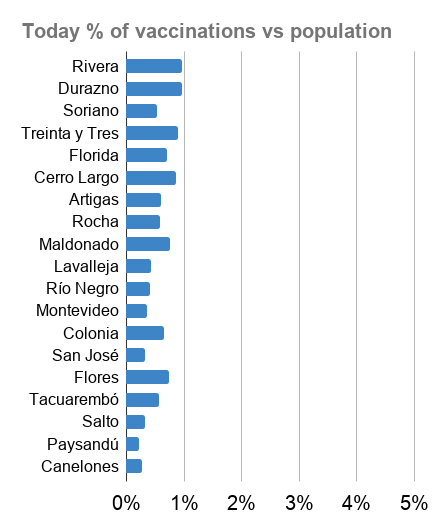 Today % of vaccinations vs population
Rivera
Durazno
Soriano
Treinta y Tres
Florida
Cerro Largo
Artigas
Rocha
Maldonado
Lavalleja
Río Negro
Montevideo
Colonia
San José
Flores
Tacuarembó
Salto
Paysandú
Canelones
0% 1% 2% 3% 4% 5%